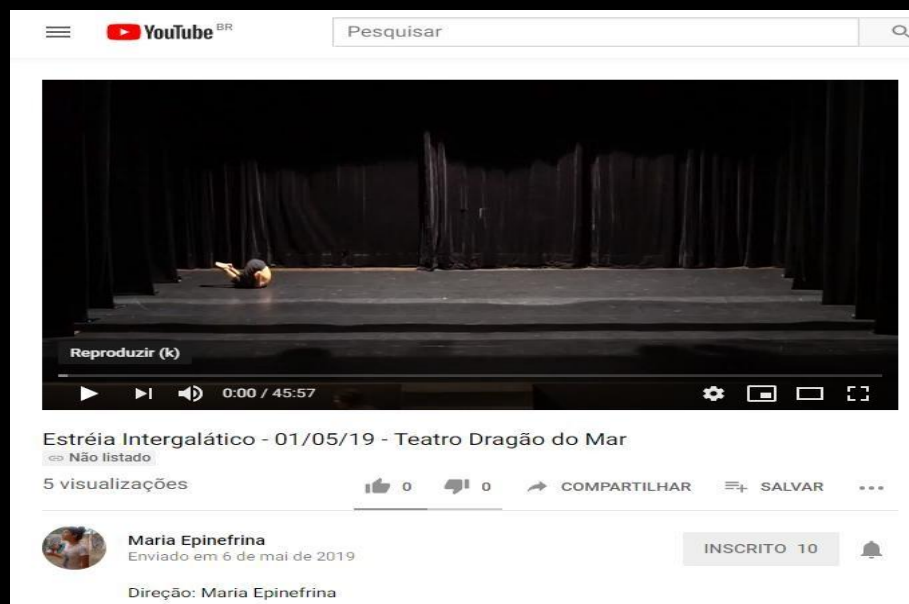 YouTube BR
Pesquisar
Reproduzir (k)
0:00 / 45:57
Estréia Intergalático - 01/05/19 - Teatro Dragão do Mar
Não listado
5 visualizações
0
0
COMPARTILHAR
SALVAR
Maria Epinefrina
Enviado em 6 de mai de 2019
INSCRITO 10
Direção: Maria Epinefrina